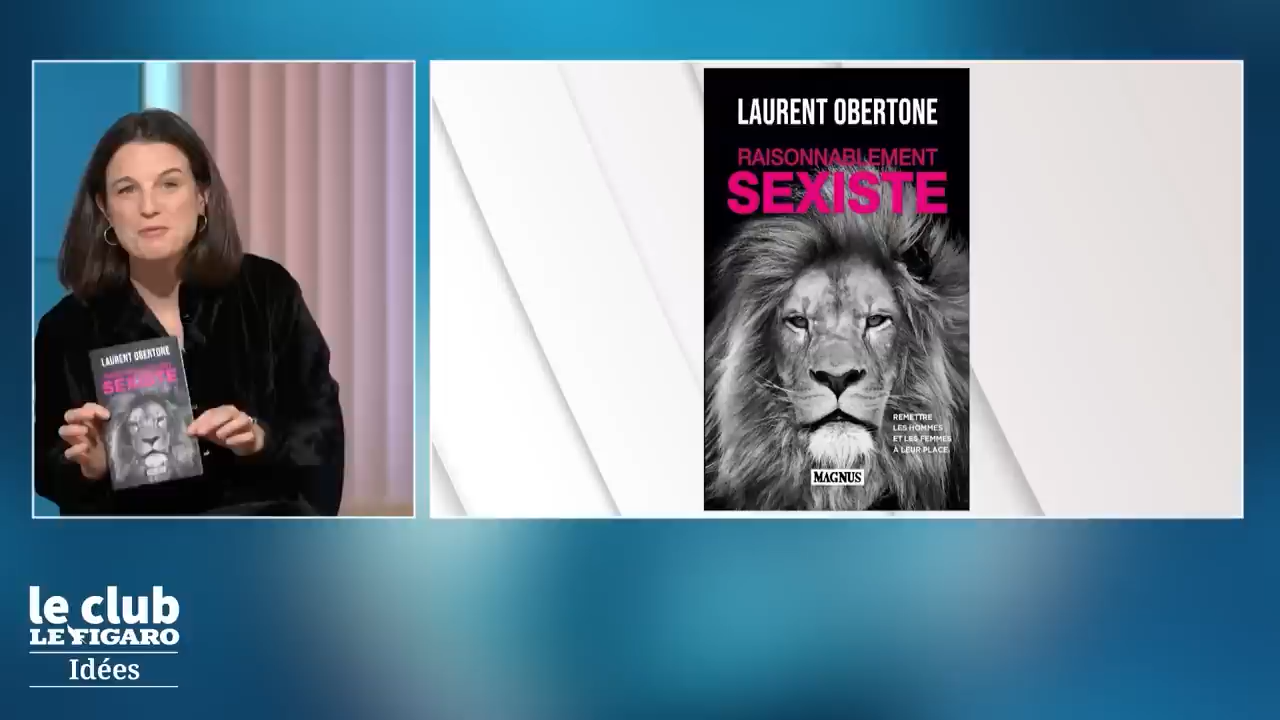 LAURENT OBERTONE
SEXISTE
LAURENT OBERTONE
RAISONNABLEMENT
SEXISTE
REMETTRE
LES HOMMES
ET LES FEMMES
À LEUR PLACE.
MAGNUS
le club
LE FIGARO
Idées